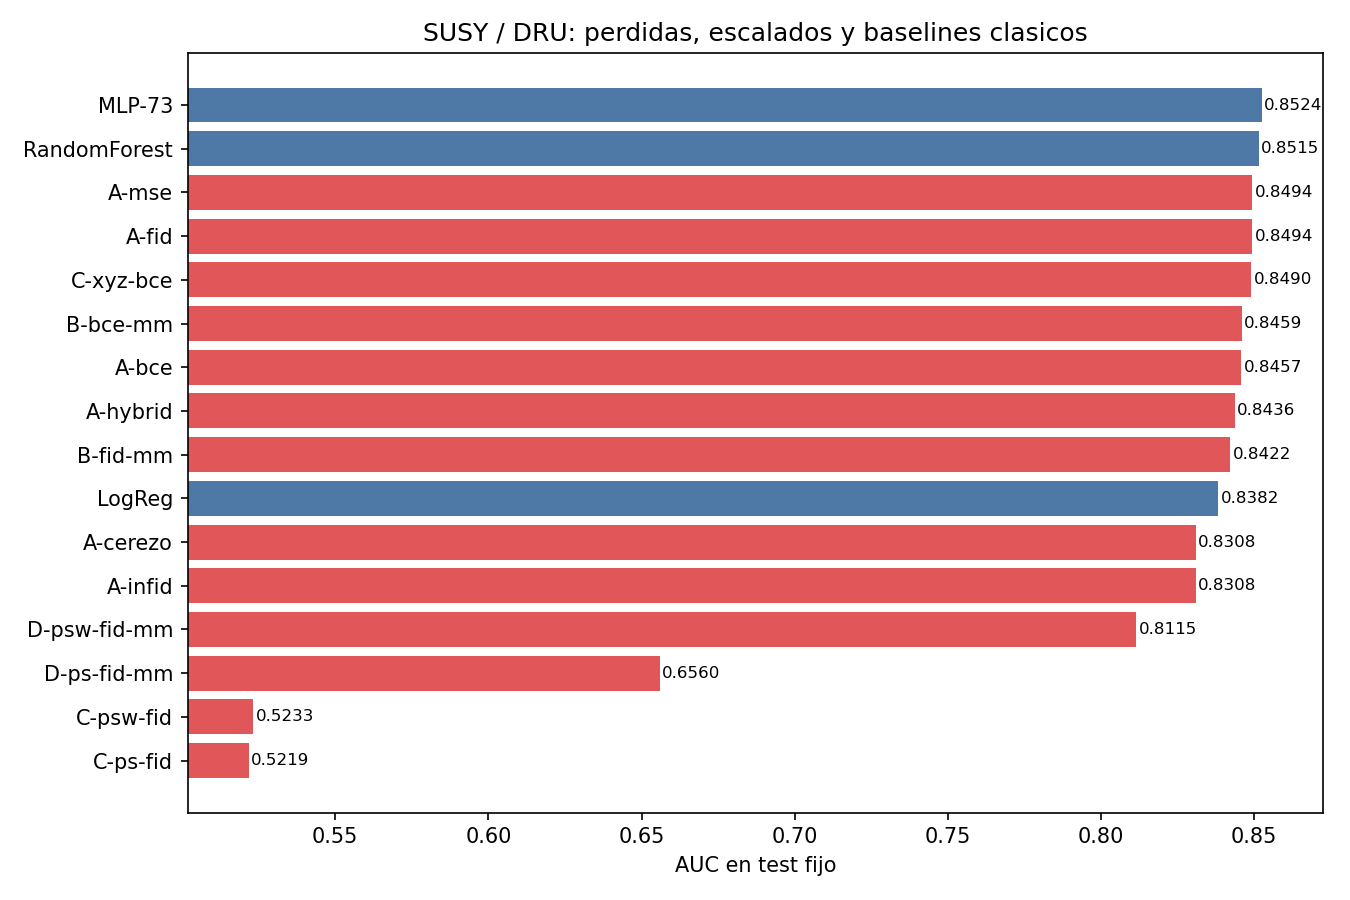 SUSY / DRU: perdidas, escalados y baselines clasicos
MLP-73 0.8524
RandomForest 0.8515
A-mse 0.8494
A-fid 0.8494
C-xyz-bce 0.8490
B-bce-mm 0.8459
A-bce 0.8457
A-hybrid 0.8436
B-fid-mm 0.8422
LogReg 0.8382
A-cerezo 0.8308
A-infid 0.8308
D-psw-fid-mm 0.8115
D-ps-fid-mm 0.6560
C-psw-fid 0.5233
C-ps-fid 0.5219
0.55 0.60 0.65 0.70 0.75 0.80 0.85
AUC en test fijo